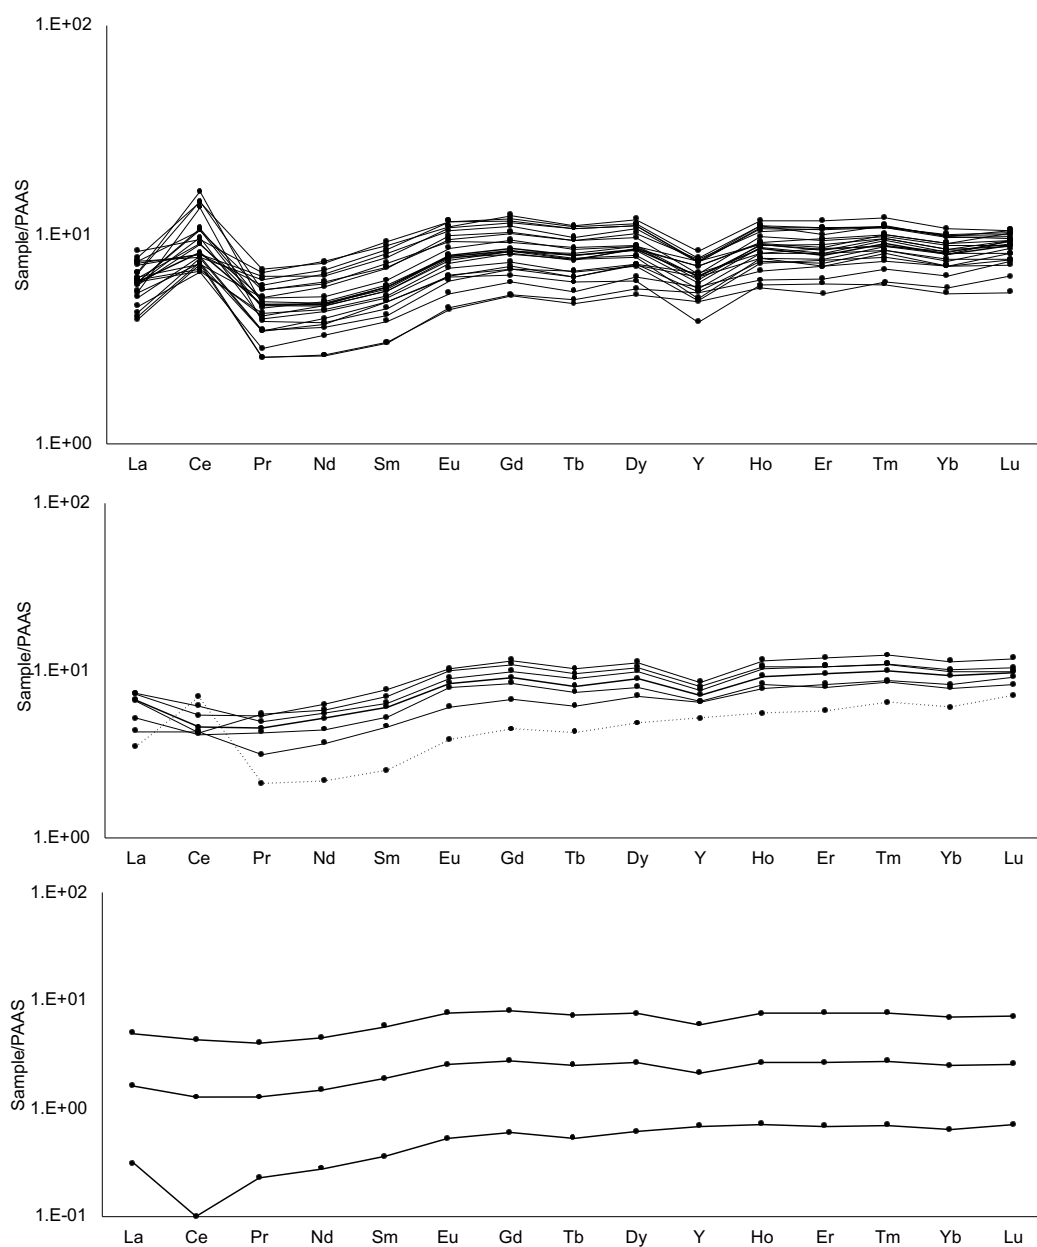 1.E+02
Sample/PAAS
1.E+01
1.E+00
La Ce Pr Nd Sm Eu Gd Tb Dy Y Ho Er Tm Yb Lu
1.E+02
Sample/PAAS
1.E+01
1.E+00
La Ce Pr Nd Sm Eu Gd Tb Dy Y Ho Er Tm Yb Lu
1.E+02
1.E+01
Sample/PAAS
1.E+00
1.E-01
La Ce Pr Nd Sm Eu Gd Tb Dy Y Ho Er Tm Yb Lu